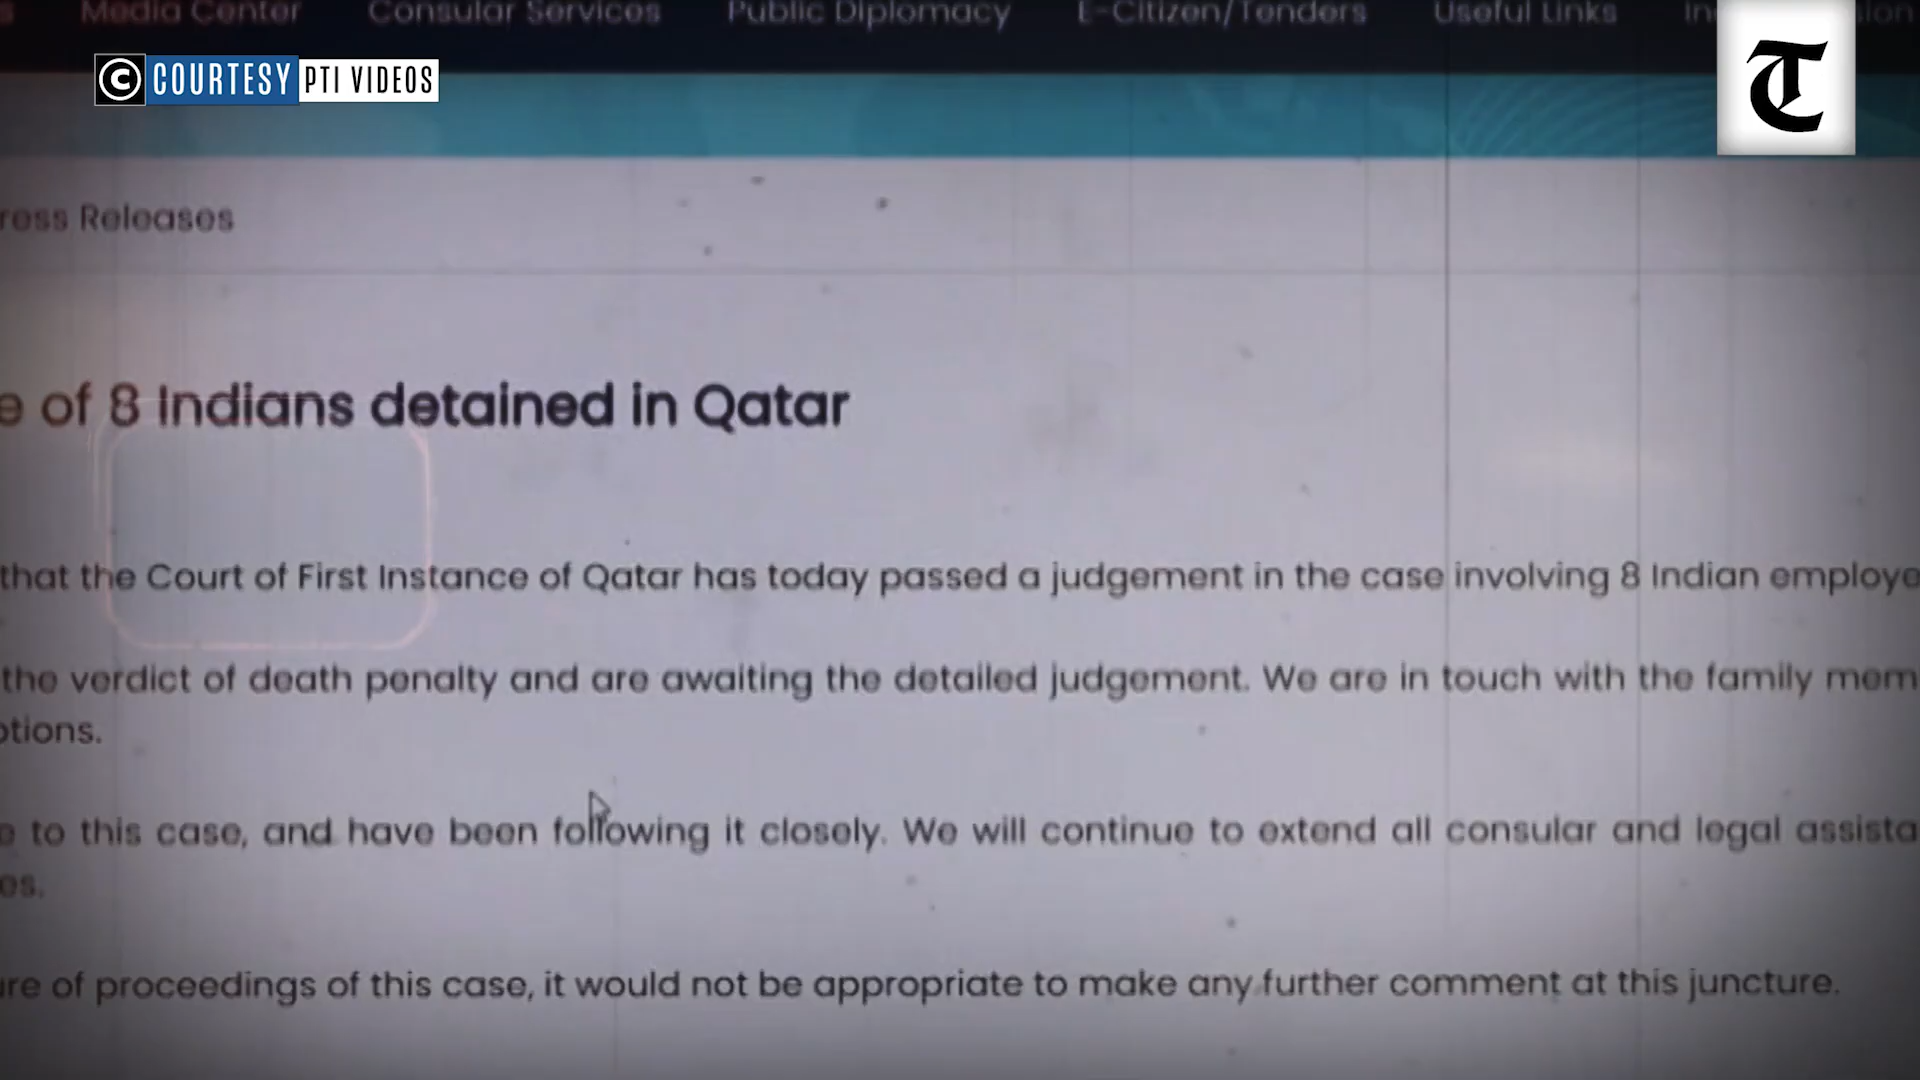 Media Center Consular Services Public Diplomacy E-Citizen/Tenders Useful Links
© COURTESY PTI VIDEOS
T
ress Releases
e of 8 Indians detained in Qatar
that the Court of First Instance of Qatar has today passed a judgement in the case involving 8 Indian employe
the verdict of death penalty and are awaiting the detailed judgement. We are in touch with the family mem
ptions.
e to this case, and have been following it closely. We will continue to extend all consular and legal assista
es.
ure of proceedings of this case, it would not be appropriate to make any further comment at this juncture.